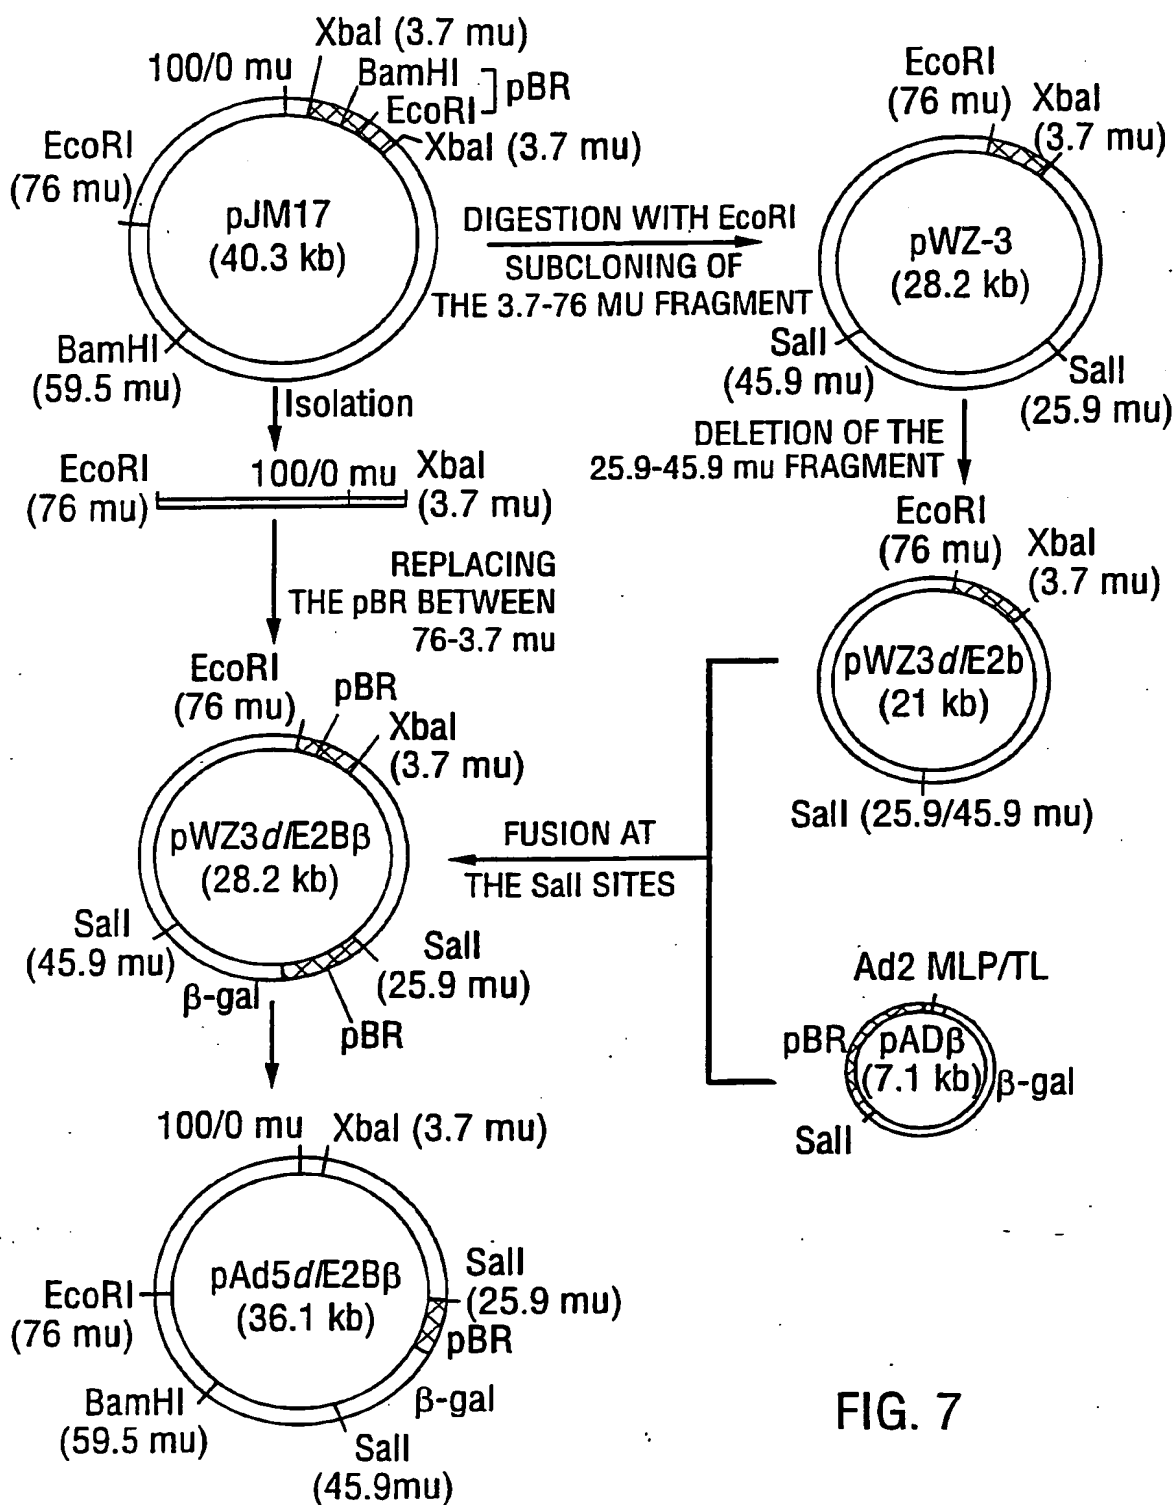 XbaI (3.7 mu)
100/0 mu
BamHI
EcoRI
pBR
XbaI (3.7 mu)
EcoRI
(76 mu)
pJM17
(40.3 kb)
BamHI
(59.5 mu)
DIGESTION WITH EcoRI
SUBCLONING OF
THE 3.7-76 MU FRAGMENT
EcoRI
(76 mu)
XbaI
(3.7 mu)
pWZ-3
(28.2 kb)
SalI
(45.9 mu)
SalI
(25.9 mu)
Isolation
EcoRI
(76 mu)
100/0 mu
XbaI
(3.7 mu)
DELETION OF THE
25.9-45.9 mu FRAGMENT
REPLACING
THE pBR BETWEEN
76-3.7 mu
EcoRI
(76 mu)
XbaI
(3.7 mu)
pWZ3dlE2b
(21 kb)
SalI (25.9/45.9 mu)
EcoRI
(76 mu)
pBR
XbaI
(3.7 mu)
pWZ3dlE2Bβ
(28.2 kb)
SalI
(45.9 mu)
β-gal
pBR
SalI
(25.9 mu)
FUSION AT
THE SalI SITES
Ad2 MLP/TL
pBR
pADβ
(7.1 kb)
β-gal
SalI
100/0 mu
XbaI (3.7 mu)
pAd5dlE2Bβ
(36.1 kb)
EcoRI
(76 mu)
BamHI
(59.5 mu)
SalI
(25.9 mu)
pBR
β-gal
SalI
(45.9mu)
FIG. 7